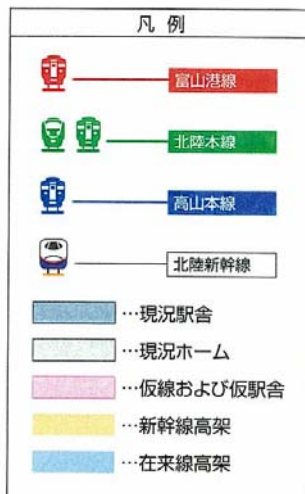 凡例
富山港線
北陸本線
高山本線
北陸新幹線
…現況駅舎
…現況ホーム
…仮線および仮駅舎
…新幹線高架
…在来線高架